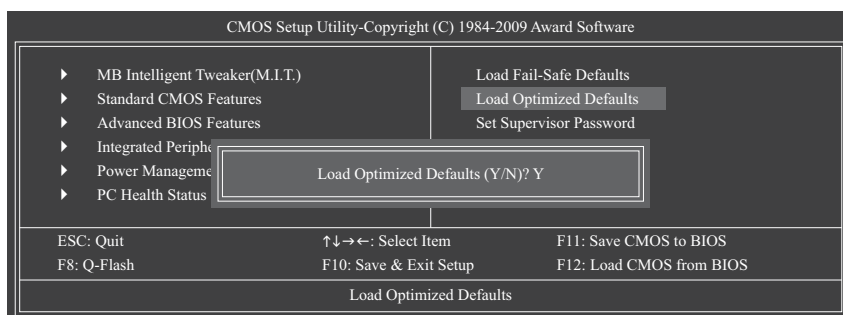 CMOS Setup Utility-Copyright (C) 1984-2009 Award Software
MB Intelligent Tweaker(M.I.T.)
Standard CMOS Features
Advanced BIOS Features
Integrated Periphe
Power Manageme
PC Health Status
Load Fail-Safe Defaults
Load Optimized Defaults
Set Supervisor Password
Load Optimized Defaults (Y/N)? Y
ESC: Quit ↑↓→←: Select Item F11: Save CMOS to BIOS
F8: Q-Flash F10: Save & Exit Setup F12: Load CMOS from BIOS
Load Optimized Defaults